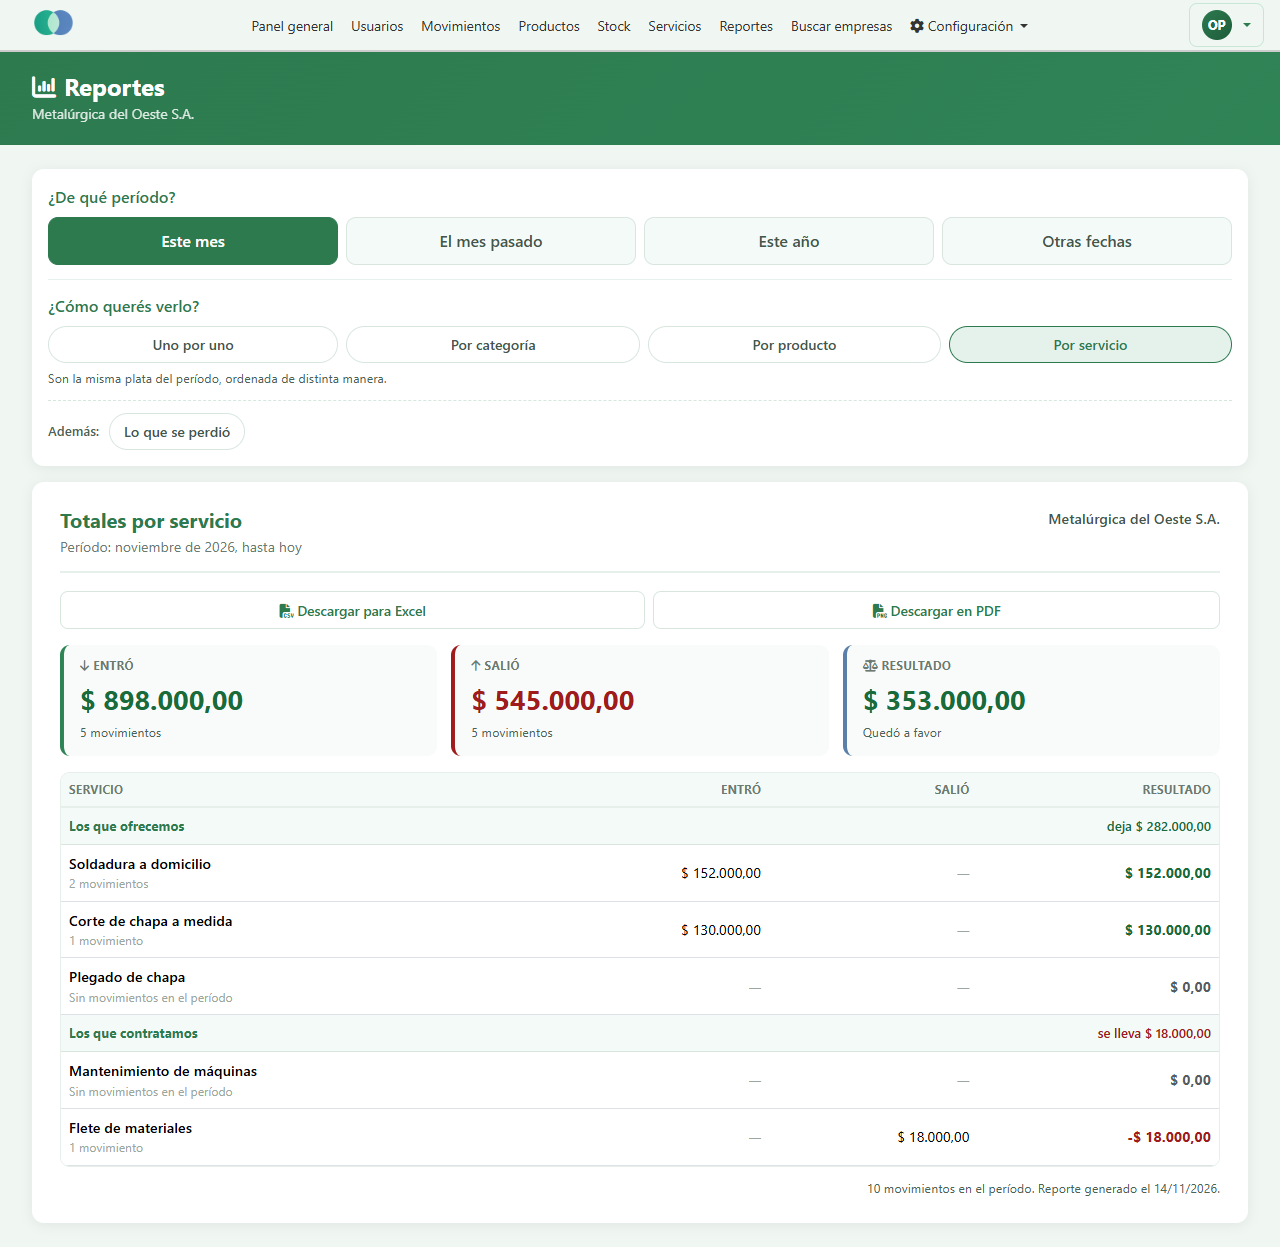 Panel general Usuarios Movimientos Productos Stock Servicios Reportes Buscar empresas Configuración OP
Reportes
Metalúrgica del Oeste S.A.
¿De qué período?
Este mes El mes pasado Este año Otras fechas
¿Cómo querés verlo?
Uno por uno Por categoría Por producto Por servicio
Son la misma plata del período, ordenada de distinta manera.
Además: Lo que se perdió
Totales por servicio Metalúrgica del Oeste S.A.
Período: noviembre de 2026, hasta hoy
Descargar para Excel Descargar en PDF
ENTRÓ SALIÓ RESULTADO
$ 898.000,00 $ 545.000,00 $ 353.000,00
5 movimientos 5 movimientos Quedó a favor
SERVICIO ENTRÓ SALIÓ RESULTADO
Los que ofrecemos deja $ 282.000,00
Soldadura a domicilio $ 152.000,00 — $ 152.000,00
2 movimientos
Corte de chapa a medida $ 130.000,00 — $ 130.000,00
1 movimiento
Plegado de chapa — — $ 0,00
Sin movimientos en el período
Los que contratamos se lleva $ 18.000,00
Mantenimiento de máquinas — — $ 0,00
Sin movimientos en el período
Flete de materiales — $ 18.000,00 -$ 18.000,00
1 movimiento
10 movimientos en el período. Reporte generado el 14/11/2026.